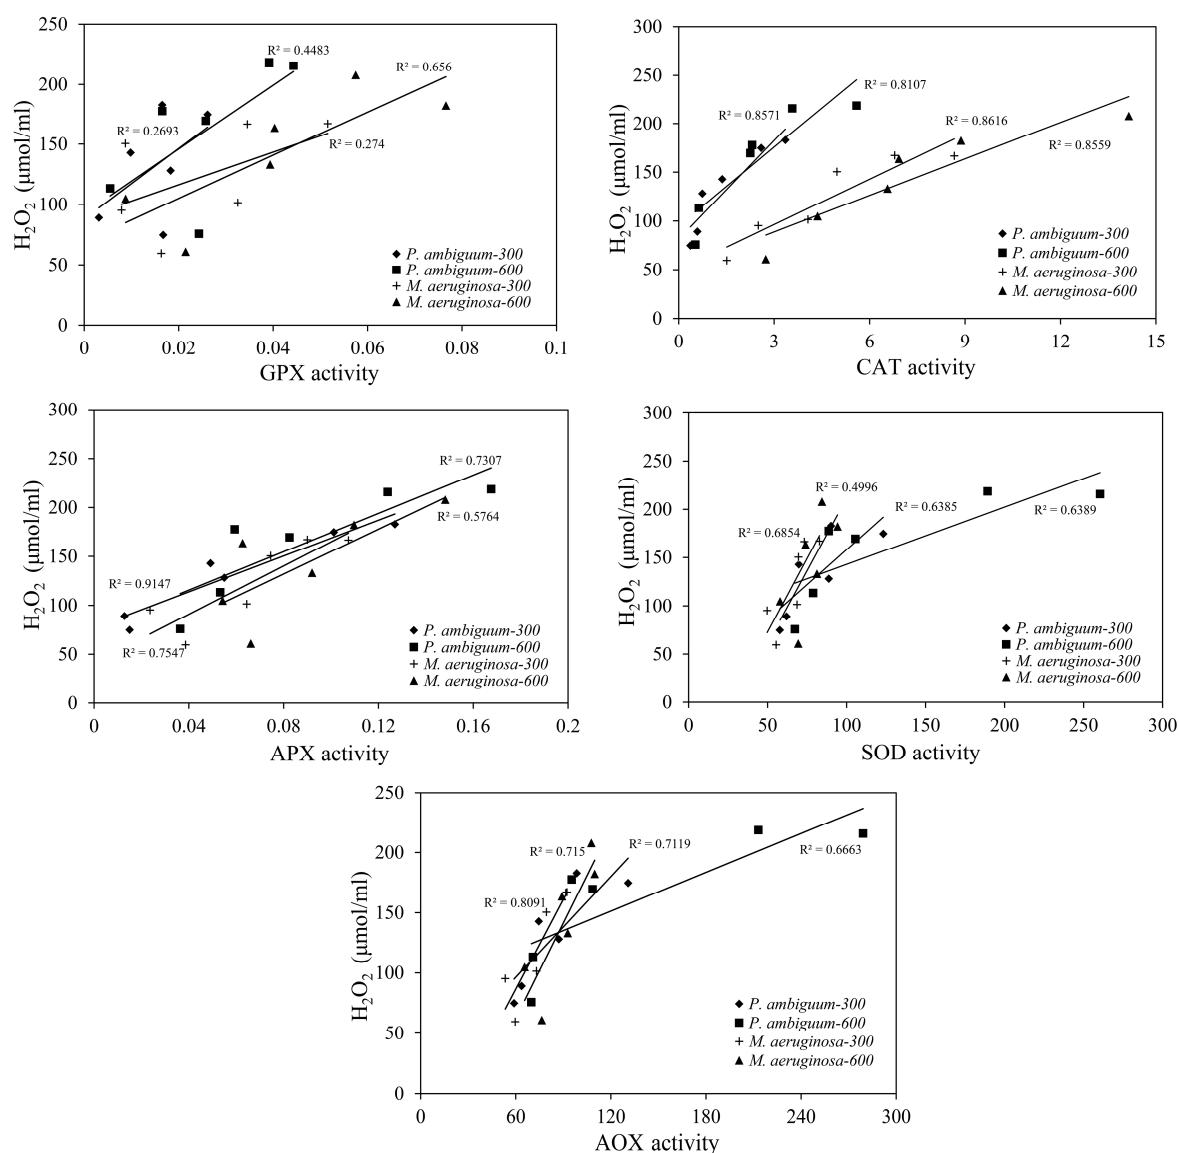 250
200
150
100
50
0
H₂O₂ (µmol/ml)
R² = 0.4483
R² = 0.656
R² = 0.2693
R² = 0.274
P. ambiguum-300
P. ambiguum-600
M. aeruginosa-300
M. aeruginosa-600
0 0.02 0.04 0.06 0.08 0.1
GPX activity
300
250
200
150
100
50
0
H₂O₂ (µmol/ml)
R² = 0.8107
R² = 0.8571
R² = 0.8616
R² = 0.8559
P. ambiguum-300
P. ambiguum-600
M. aeruginosa-300
M. aeruginosa-600
0 3 6 9 12 15
CAT activity
300
250
200
150
100
50
0
H₂O₂ (µmol/ml)
R² = 0.7307
R² = 0.5764
R² = 0.9147
R² = 0.7547
P. ambiguum-300
P. ambiguum-600
M. aeruginosa-300
M. aeruginosa-600
0 0.04 0.08 0.12 0.16 0.2
APX activity
300
250
200
150
100
50
0
H₂O₂ (µmol/ml)
R² = 0.4996
R² = 0.6385
R² = 0.6389
R² = 0.6854
P. ambiguum-300
P. ambiguum-600
M. aeruginosa-300
M. aeruginosa-600
0 50 100 150 200 250 300
SOD activity
250
200
150
100
50
0
H₂O₂ (µmol/ml)
R² = 0.715
R² = 0.7119
R² = 0.6663
R² = 0.8091
P. ambiguum-300
P. ambiguum-600
M. aeruginosa-300
M. aeruginosa-600
0 60 120 180 240 300
AOX activity